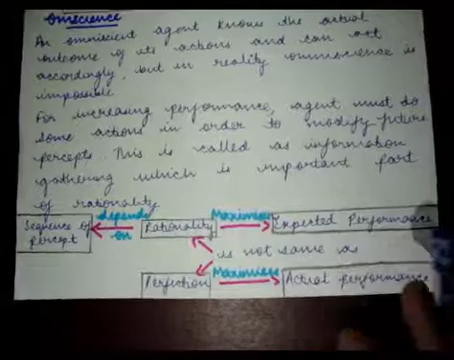 Omniscience
An omniscient agent knows the actual
outcome of its actions and can act
accordingly, but in reality omniscience is
impossible
For increasing performance, agent must do
some actions in order to modify future
percepts. This is called as information
gathering which is important part
of rationality
Sequence of percept
depends on
Rationality
Maximises
Expected Performance
is not same as
Perfection
Maximises
Actual performance